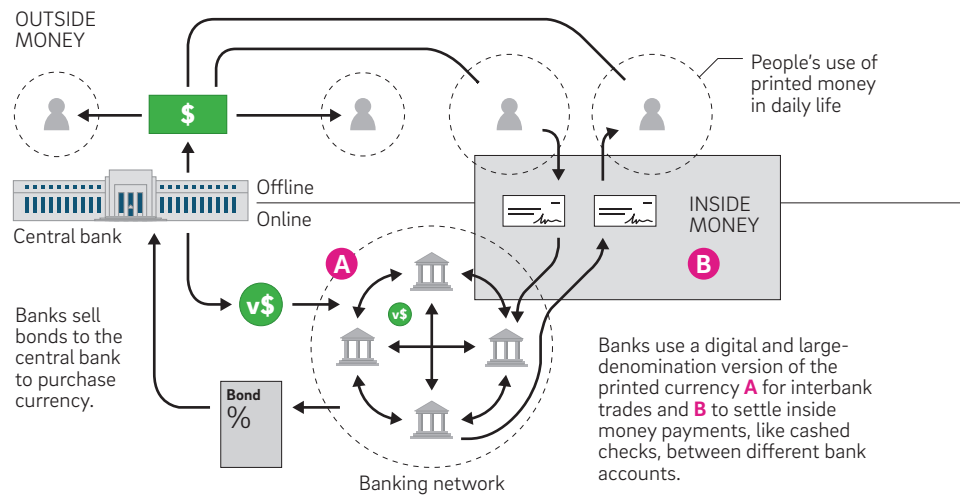 OUTSIDE
MONEY
People's use of
printed money
in daily life
$
Offline
Online
Central bank
INSIDE
MONEY
A
B
v$
v$
Banks sell
bonds to the
central bank
to purchase
currency.
Bond
%
Banks use a digital and large-
denomination version of the
printed currency A for interbank
trades and B to settle inside
money payments, like cashed
checks, between different bank
accounts.
Banking network